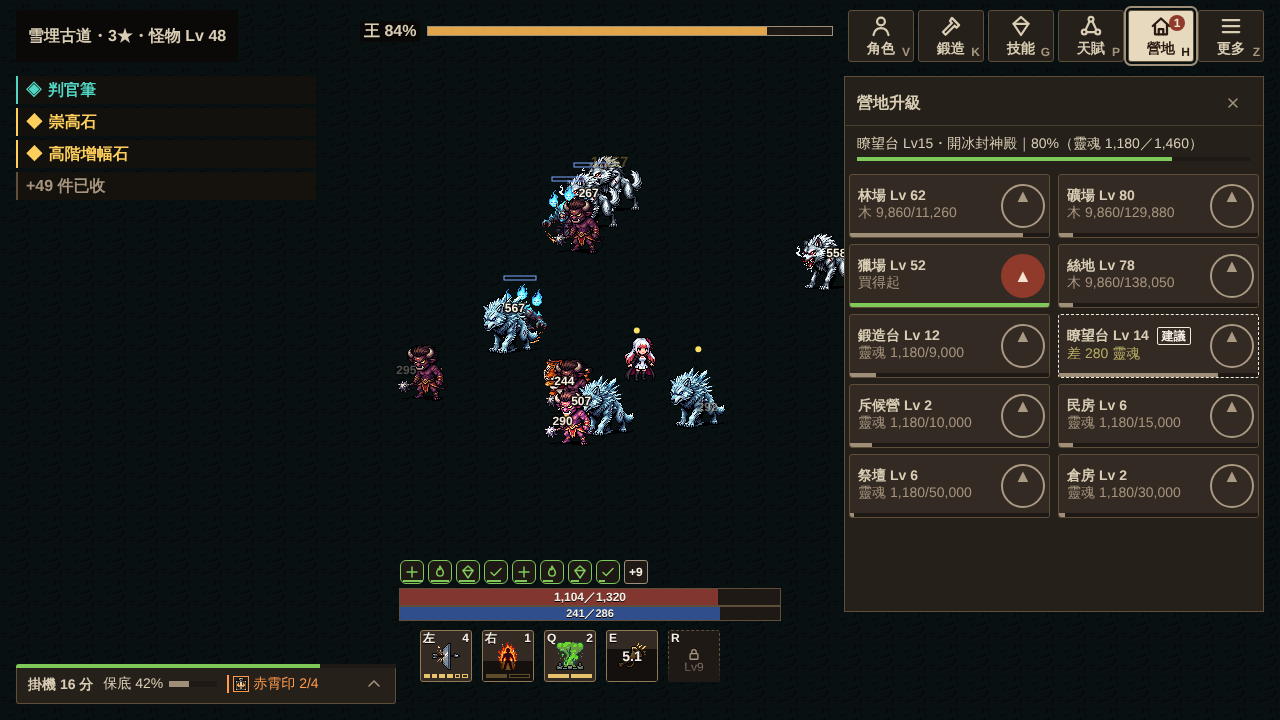 雪埋古道・3★・怪物 Lv 48
王 84%
角色 V
鍛造 K
技能 G
天賦 P
營地 H 1
更多 Z
判官筆
崇高石
高階增幅石
+49 件已收
營地升級
瞭望台 Lv15・開冰封神殿｜80%（靈魂 1,180／1,460）
林場 Lv 62
木 9,860/11,260
礦場 Lv 80
木 9,860/129,880
獵場 Lv 52
買得起
絲地 Lv 78
木 9,860/138,050
鍛造台 Lv 12
靈魂 1,180/9,000
瞭望台 Lv 14 建議
差 280 靈魂
斥候營 Lv 2
靈魂 1,180/10,000
民房 Lv 6
靈魂 1,180/15,000
祭壇 Lv 6
靈魂 1,180/50,000
倉房 Lv 2
靈魂 1,180/30,000
267
558
567
295
244
507
290
+9
1,104／1,320
241／286
左 4
右 1
Q 2
E 5.1
R Lv9
掛機 16 分 保底 42% 赤霄印 2/4